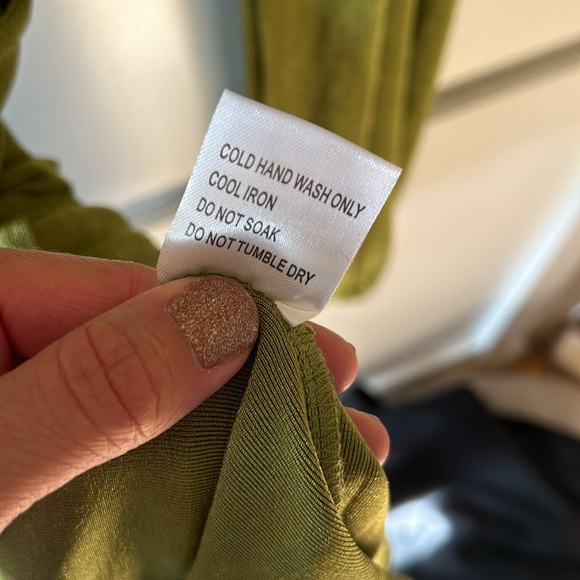 COLD HAND WASH ONLY
COOL IRON
DO NOT SOAK
DO NOT TUMBLE DRY